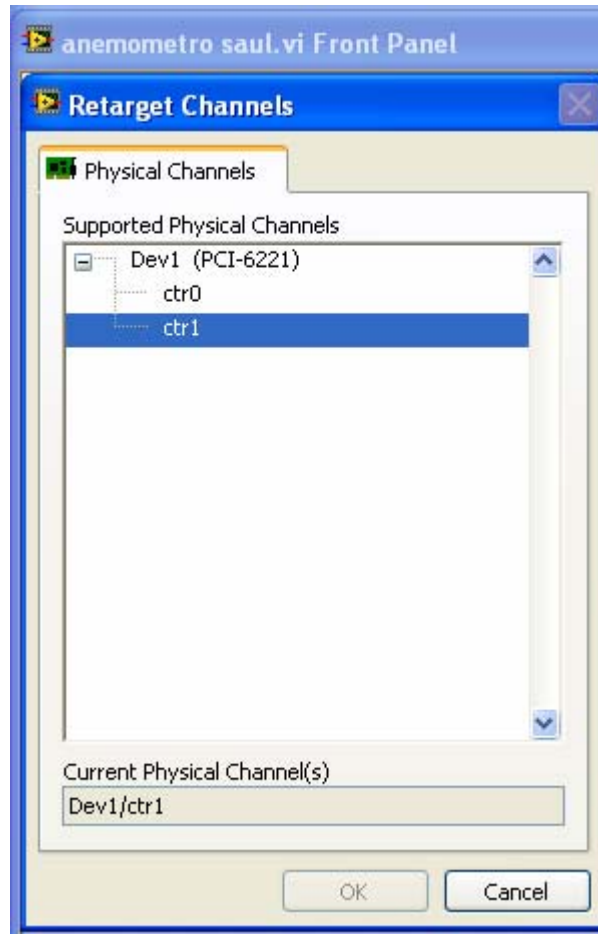 anemometro saul.vi Front Panel
Retarget Channels
Physical Channels
Supported Physical Channels
Dev1 (PCI-6221)
ctr0
ctr1
Current Physical Channel(s)
Dev1/ctr1
OK Cancel